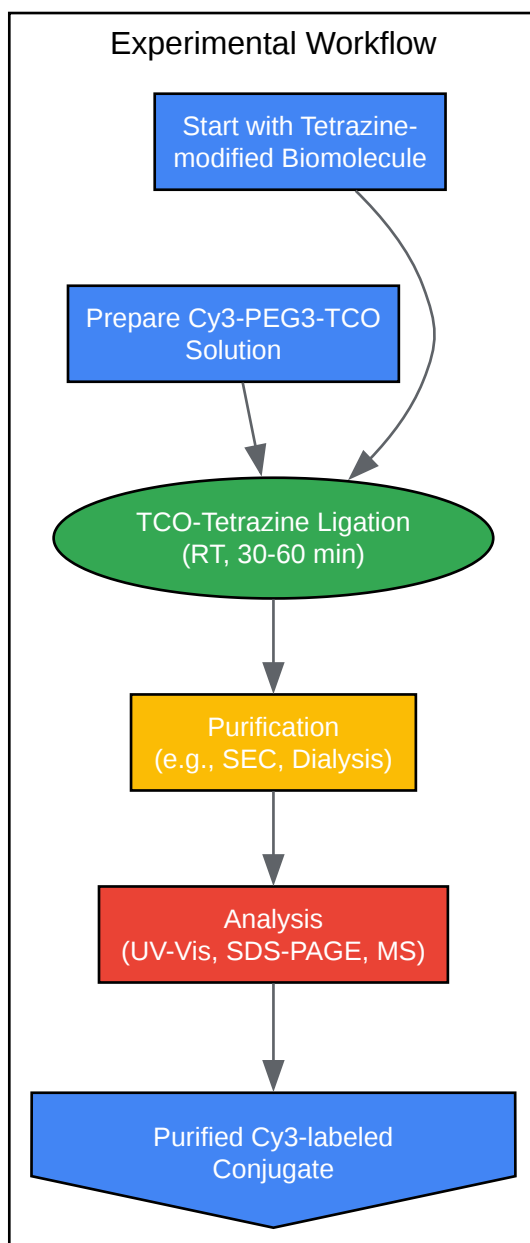 Experimental Workflow
Start with Tetrazine-
modified Biomolecule
Prepare Cy3-PEG3-TCO
Solution
TCO-Tetrazine Ligation
(RT, 30-60 min)
Purification
(e.g., SEC, Dialysis)
Analysis
(UV-Vis, SDS-PAGE, MS)
Purified Cy3-labeled
Conjugate